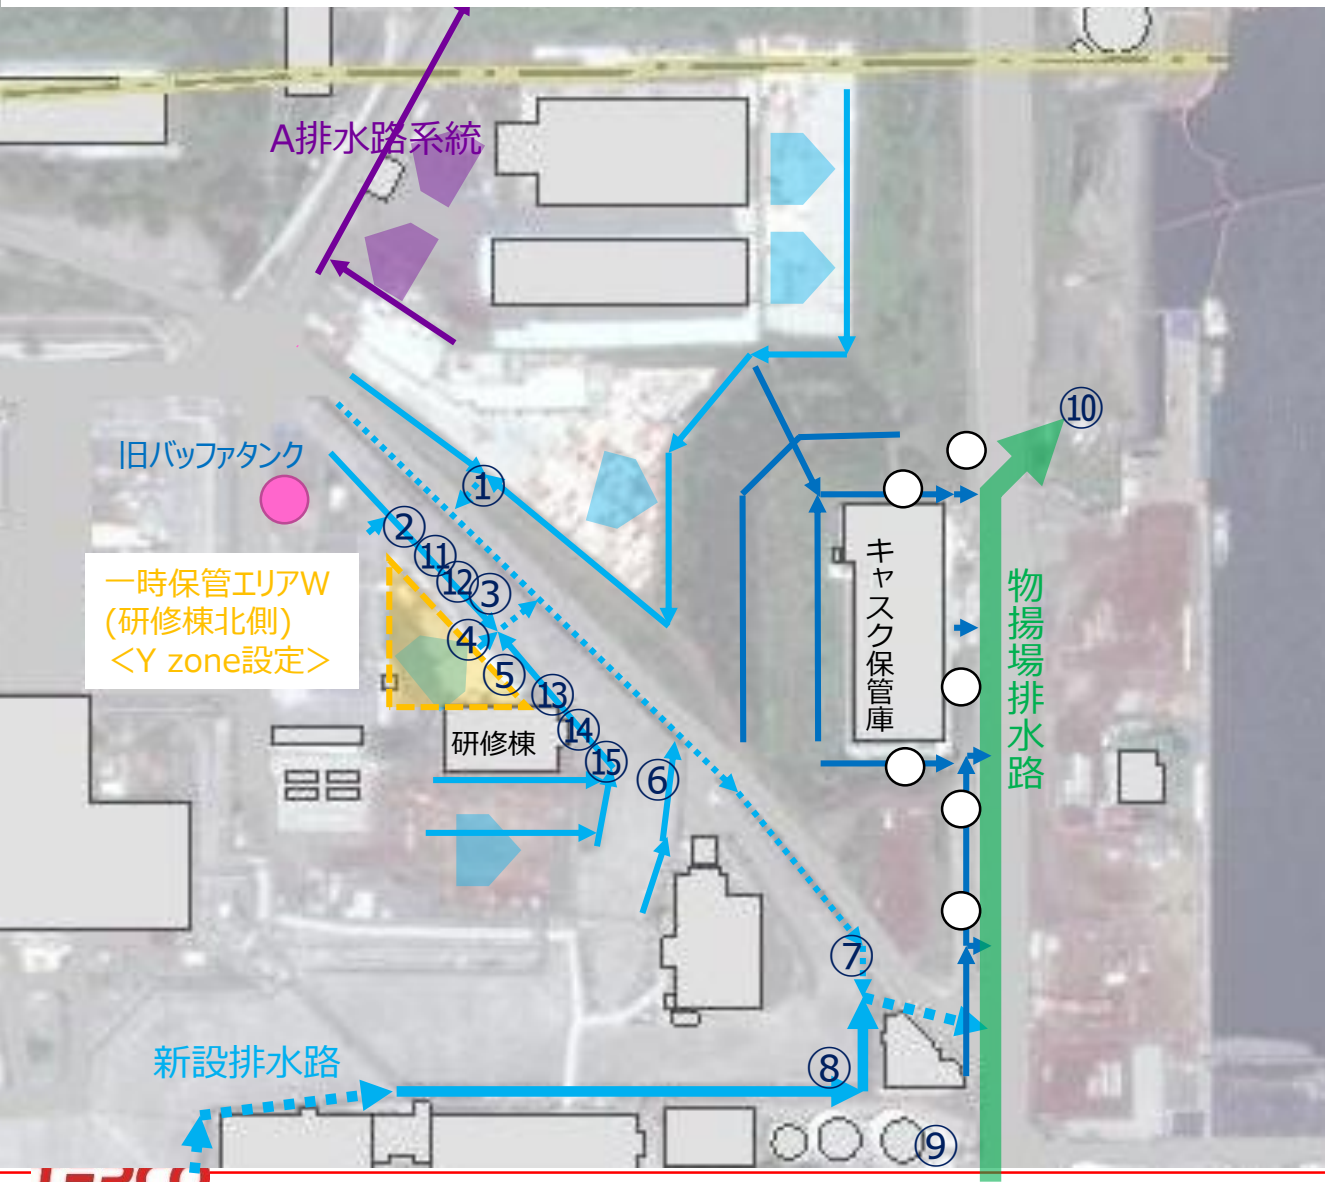 A排水路系統
⑩
旧バッファタンク
①
②
⑪
⑫
③
一時保管エリアW
(研修棟北側)
＜Y zone設定＞
④
⑤
⑬
⑭
⑮
研修棟
⑥
キャスク保管庫
物揚場排水路
⑦
新設排水路
⑧
⑨